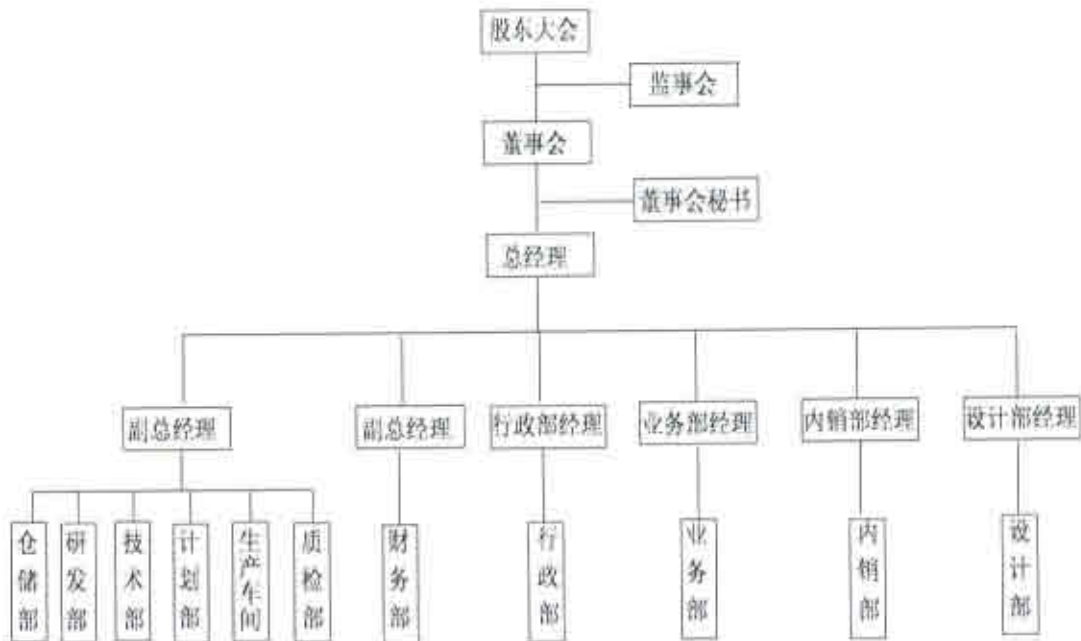 股东大会
监事会
董事会
董事会秘书
总经理
副总经理
副总经理
行政部经理
业务部经理
内销部经理
设计部经理
仓储部
研发部
技术部
计划部
生产车间
质检部
财务部
行政部
业务部
内销部
设计部